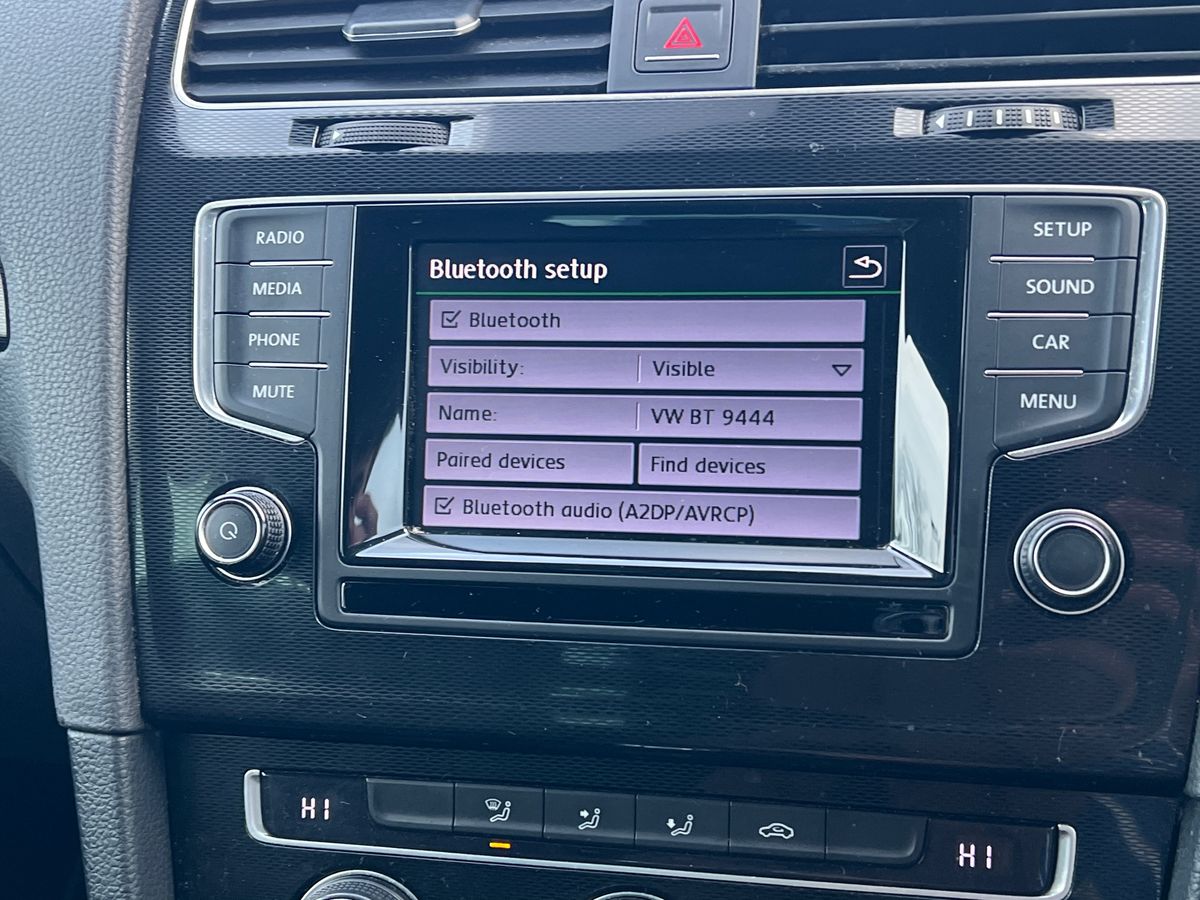 RADIO
MEDIA
PHONE
MUTE
Bluetooth setup
Bluetooth
Visibility: Visible
Name: VW BT 9444
Paired devices Find devices
Bluetooth audio (A2DP/AVRCP)
SETUP
SOUND
CAR
MENU
HI
HI